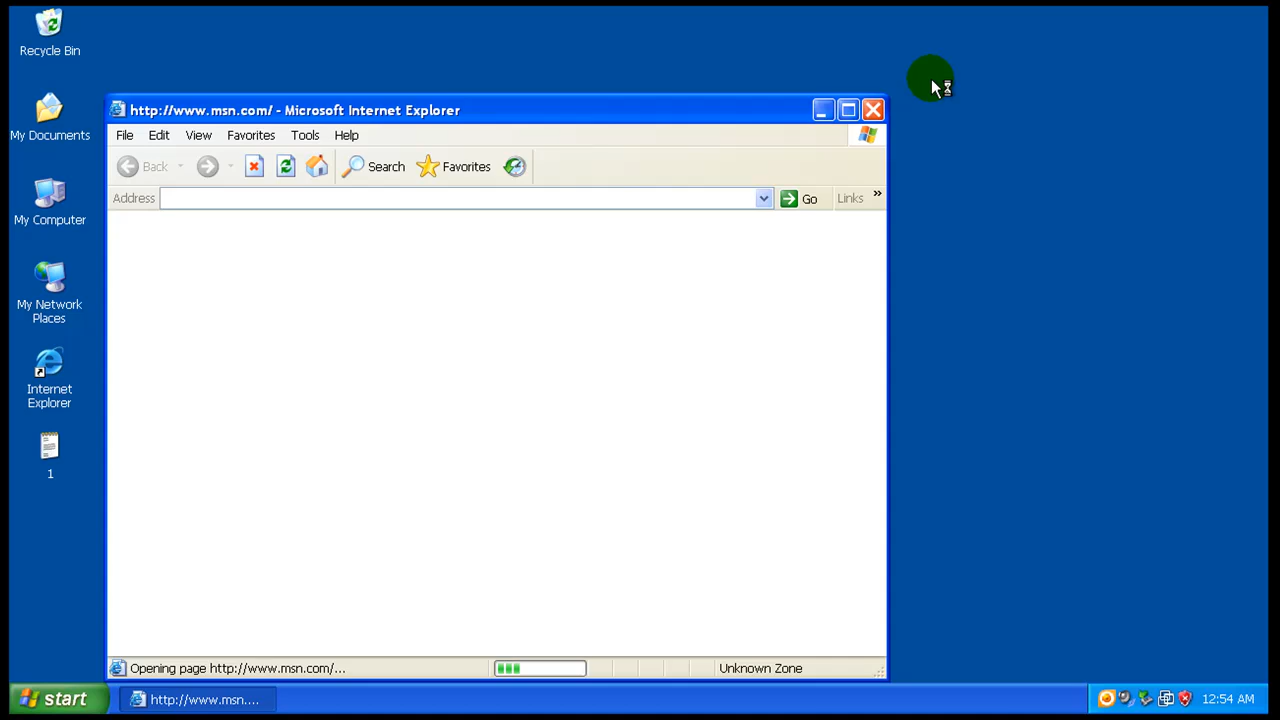 Recycle Bin
My Documents
My Computer
My Network
Places
Internet
Explorer
1
http://www.msn.com/ - Microsoft Internet Explorer
File Edit View Favorites Tools Help
Back Search Favorites
Address Go Links »
Opening page http://www.msn.com/... Unknown Zone
start http://www.msn.... 12:54 AM